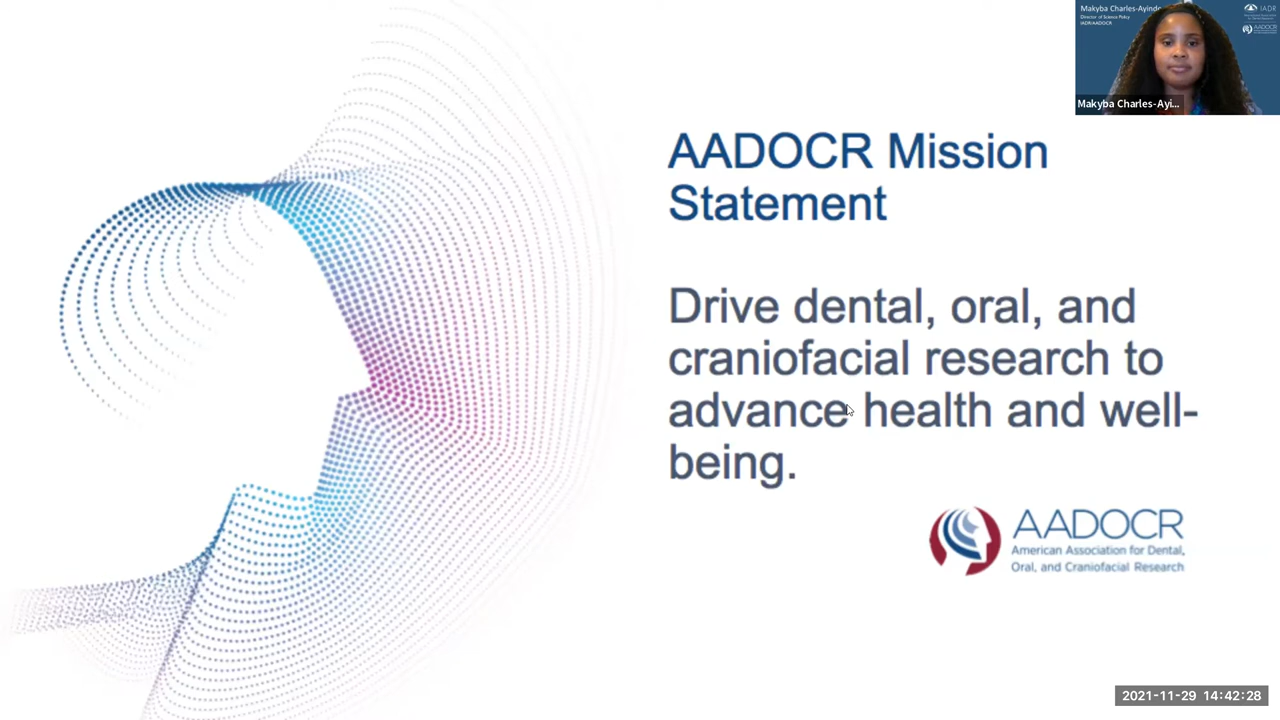 Makyba Charles-Ayinde
Director of Science Policy
IADR/AADOCR
IADR
AADOCR
Makyba Charles-Ayi...
AADOCR Mission
Statement
Drive dental, oral, and
craniofacial research to
advance health and well-
being.
AADOCR
American Association for Dental,
Oral, and Craniofacial Research
2021-11-29 14:42:28